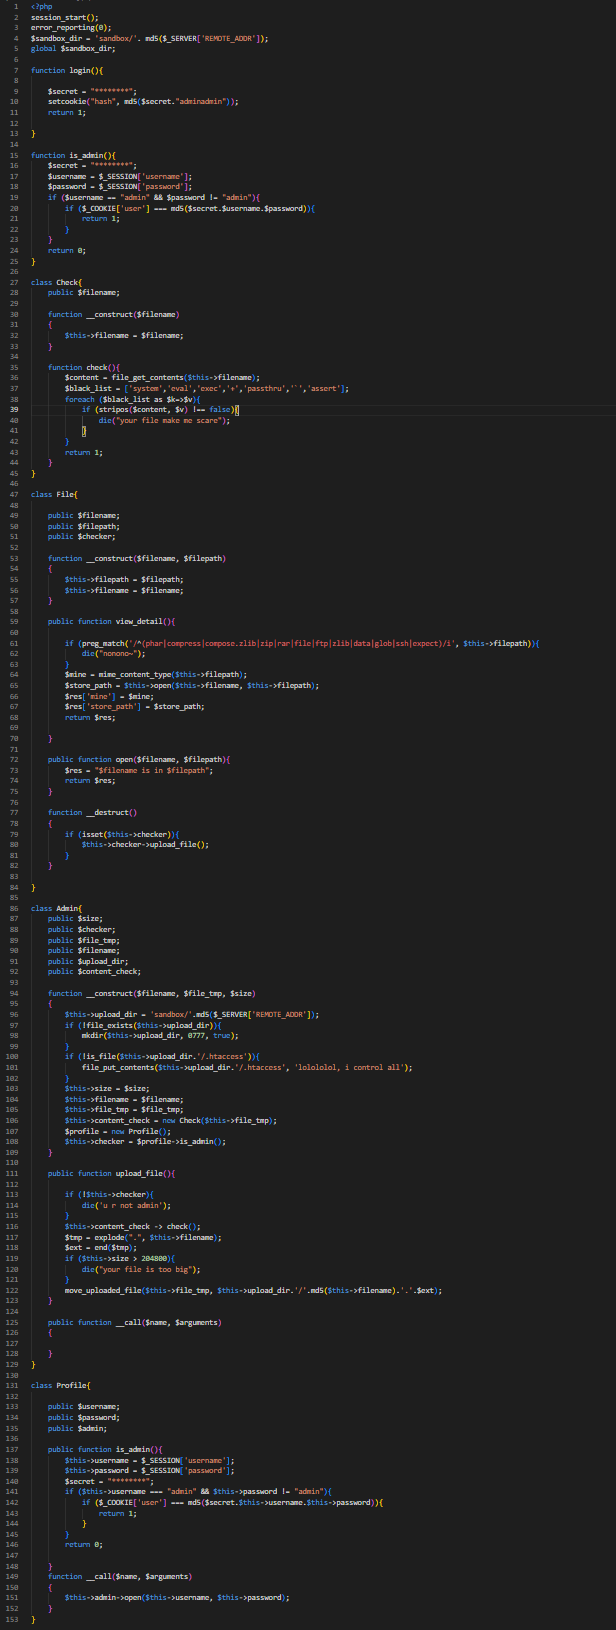 1 <?php
2 session_start();
3 error_reporting(0);
4 $sandbox_dir = 'sandbox/'. md5($_SERVER['REMOTE_ADDR']);
5 global $sandbox_dir;
6
7 function login(){
8
9 $secret = "********";
10 setcookie("hash", md5($secret."adminadmin"));
11 return 1;
12
13 }
14
15 function is_admin(){
16 $secret = "********";
17 $username = $_SESSION['username'];
18 $password = $_SESSION['password'];
19 if ($username == "admin" && $password != "admin"){
20 if ($_COOKIE['user'] === md5($secret.$username.$password)){
21 return 1;
22 }
23 }
24 return 0;
25 }
26
27 class Check{
28 public $filename;
29
30 function __construct($filename)
31 {
32 $this->filename = $filename;
33 }
34
35 function check(){
36 $content = file_get_contents($this->filename);
37 $black_list = ['system','eval','exec','+','passthru','`','assert'];
38 foreach ($black_list as $k=>$v){
39 if (stripos($content, $v) !== false){
40 die("your file make me scare");
41 }
42 }
43 return 1;
44 }
45 }
46
47 class File{
48
49 public $filename;
50 public $filepath;
51 public $checker;
52
53 function __construct($filename, $filepath)
54 {
55 $this->filepath = $filepath;
56 $this->filename = $filename;
57 }
58
59 public function view_detail(){
60
61 if (preg_match('/^(phar|compress|compose.zlib|zip|rar|file|ftp|zlib|data|glob|ssh|expect)/i', $this->filepath)){
62 die("nonono~");
63 }
64 $mine = mime_content_type($this->filepath);
65 $store_path = $this->open($this->filename, $this->filepath);
66 $res['mine'] = $mine;
67 $res['store_path'] = $store_path;
68 return $res;
69
70 }
71
72 public function open($filename, $filepath){
73 $res = "$filename is in $filepath";
74 return $res;
75 }
76
77 function __destruct()
78 {
79 if (isset($this->checker)){
80 $this->checker->upload_file();
81 }
82 }
83
84 }
85
86 class Admin{
87 public $size;
88 public $checker;
89 public $file_tmp;
90 public $filename;
91 public $upload_dir;
92 public $content_check;
93
94 function __construct($filename, $file_tmp, $size)
95 {
96 $this->upload_dir = 'sandbox/'.md5($_SERVER['REMOTE_ADDR']);
97 if (!file_exists($this->upload_dir)){
98 mkdir($this->upload_dir, 0777, true);
99 }
100 if (!is_file($this->upload_dir.'/.htaccess')){
101 file_put_contents($this->upload_dir.'/.htaccess', 'lolololol, i control all');
102 }
103 $this->size = $size;
104 $this->filename = $filename;
105 $this->file_tmp = $file_tmp;
106 $this->content_check = new Check($this->file_tmp);
107 $profile = new Profile();
108 $this->checker = $profile->is_admin();
109 }
110
111 public function upload_file(){
112
113 if (!$this->checker){
114 die('u r not admin');
115 }
116 $this->content_check -> check();
117 $tmp = explode(".", $this->filename);
118 $ext = end($tmp);
119 if ($this->size > 204800){
120 die("your file is too big");
121 }
122 move_uploaded_file($this->file_tmp, $this->upload_dir.'/'.md5($this->filename).'.'.$ext);
123 }
124
125 public function __call($name, $arguments)
126 {
127
128 }
129 }
130
131 class Profile{
132
133 public $username;
134 public $password;
135 public $admin;
136
137 public function is_admin(){
138 $this->username = $_SESSION['username'];
139 $this->password = $_SESSION['password'];
140 $secret = "********";
141 if ($this->username === "admin" && $this->password != "admin"){
142 if ($_COOKIE['user'] === md5($secret.$this->username.$this->password)){
143 return 1;
144 }
145 }
146 return 0;
147
148 }
149 function __call($name, $arguments)
150 {
151 $this->admin->open($this->username, $this->password);
152 }
153 }